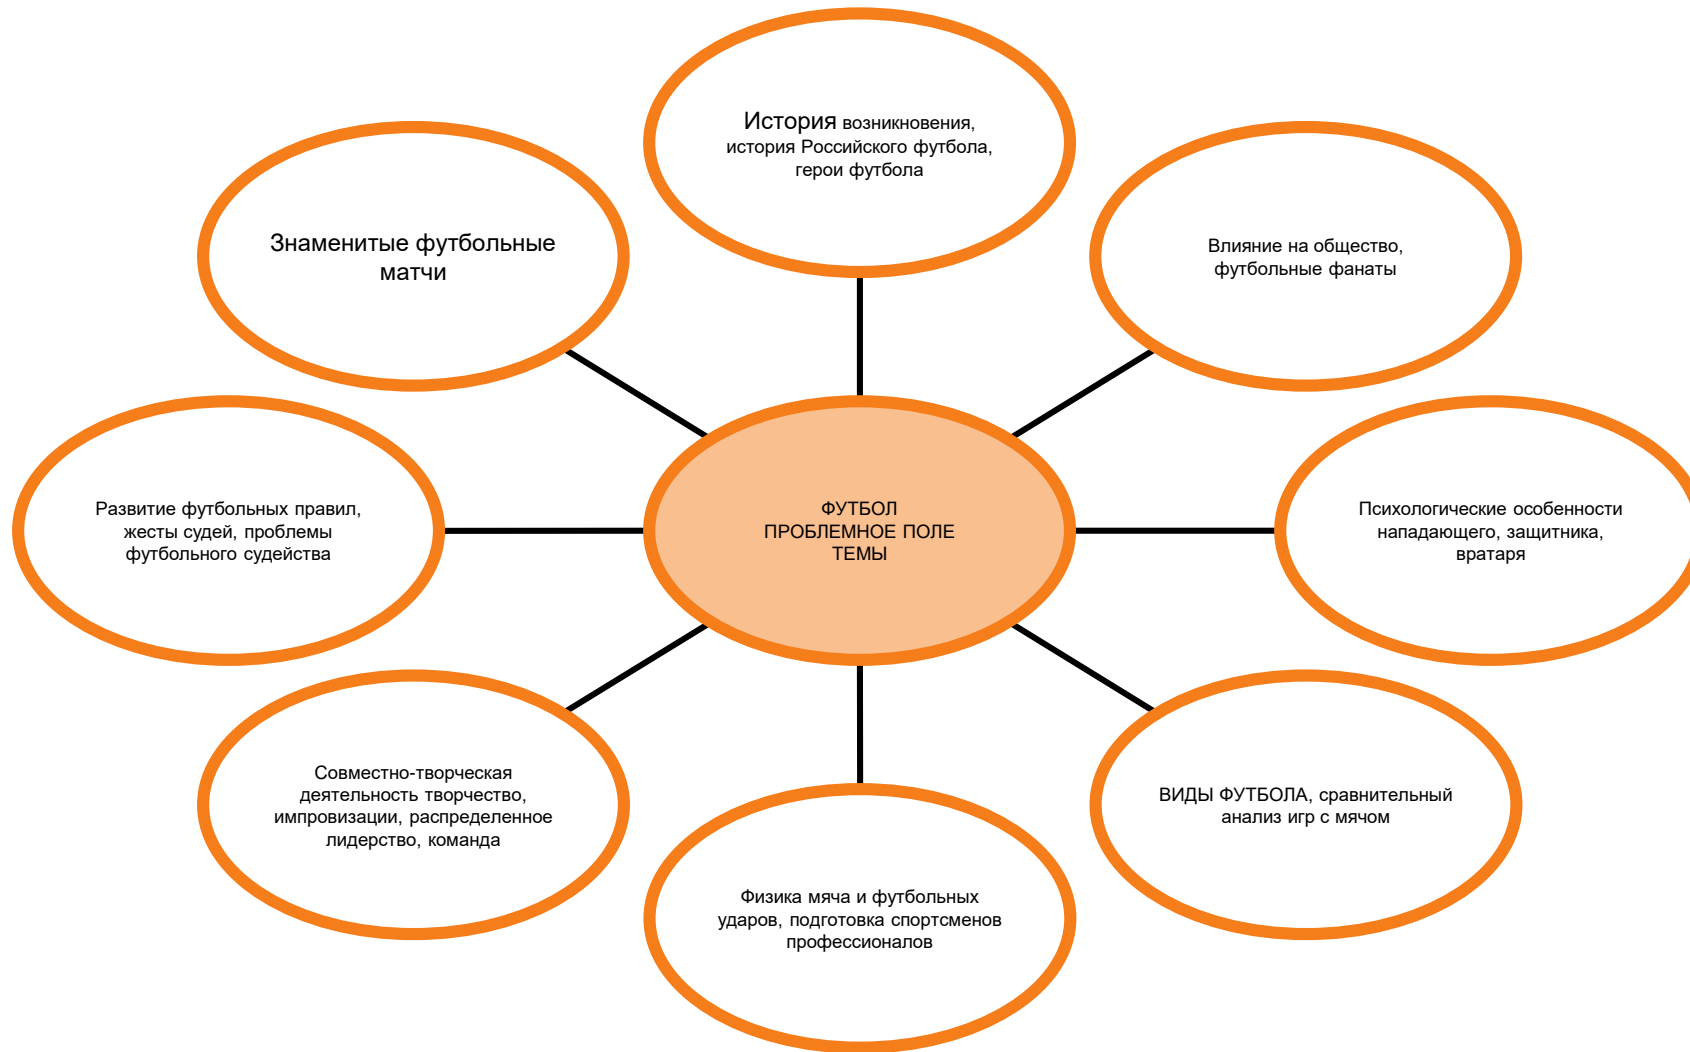 История возникновения,
история Российского футбола,
герои футбола
Знаменитые футбольные
матчи
Влияние на общество,
футбольные фанаты
Развитие футбольных правил,
жесты судей, проблемы
футбольного судейства
ФУТБОЛ
ПРОБЛЕМНОЕ ПОЛЕ
ТЕМЫ
Психологические особенности
нападающего, защитника,
вратаря
Совместно-творческая
деятельность творчество,
импровизации, распределенное
лидерство, команда
ВИДЫ ФУТБОЛА, сравнительный
анализ игр с мячом
Физика мяча и футбольных
ударов, подготовка спортсменов
профессионалов